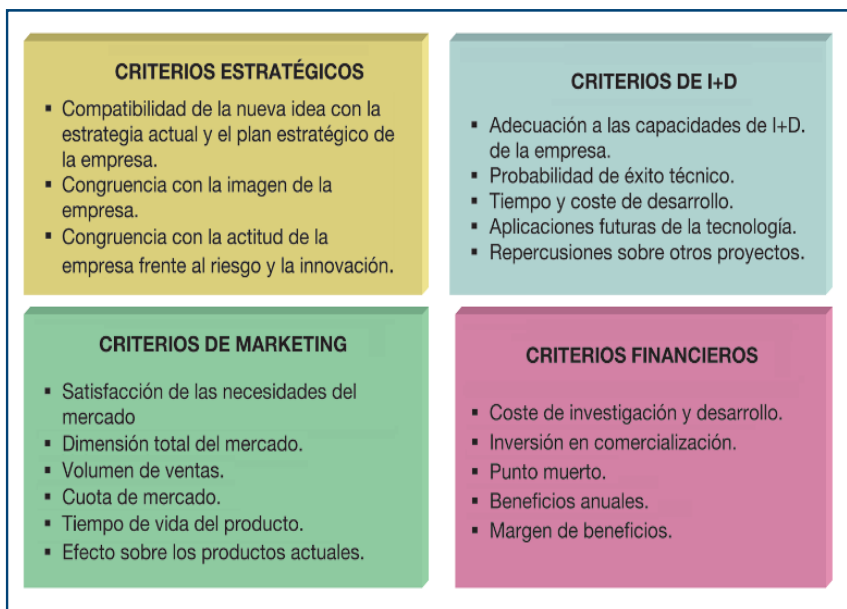 CRITERIOS ESTRATÉGICOS
▪ Compatibilidad de la nueva idea con la
estrategia actual y el plan estratégico de
la empresa.
▪ Congruencia con la imagen de la
empresa.
▪ Congruencia con la actitud de la
empresa frente al riesgo y la innovación.
CRITERIOS DE I+D
▪ Adecuación a las capacidades de I+D.
de la empresa.
▪ Probabilidad de éxito técnico.
▪ Tiempo y coste de desarrollo.
▪ Aplicaciones futuras de la tecnología.
▪ Repercusiones sobre otros proyectos.
CRITERIOS DE MARKETING
▪ Satisfacción de las necesidades del
mercado
▪ Dimensión total del mercado.
▪ Volumen de ventas.
▪ Cuota de mercado.
▪ Tiempo de vida del producto.
▪ Efecto sobre los productos actuales.
CRITERIOS FINANCIEROS
▪ Coste de investigación y desarrollo.
▪ Inversión en comercialización.
▪ Punto muerto.
▪ Beneficios anuales.
▪ Margen de beneficios.